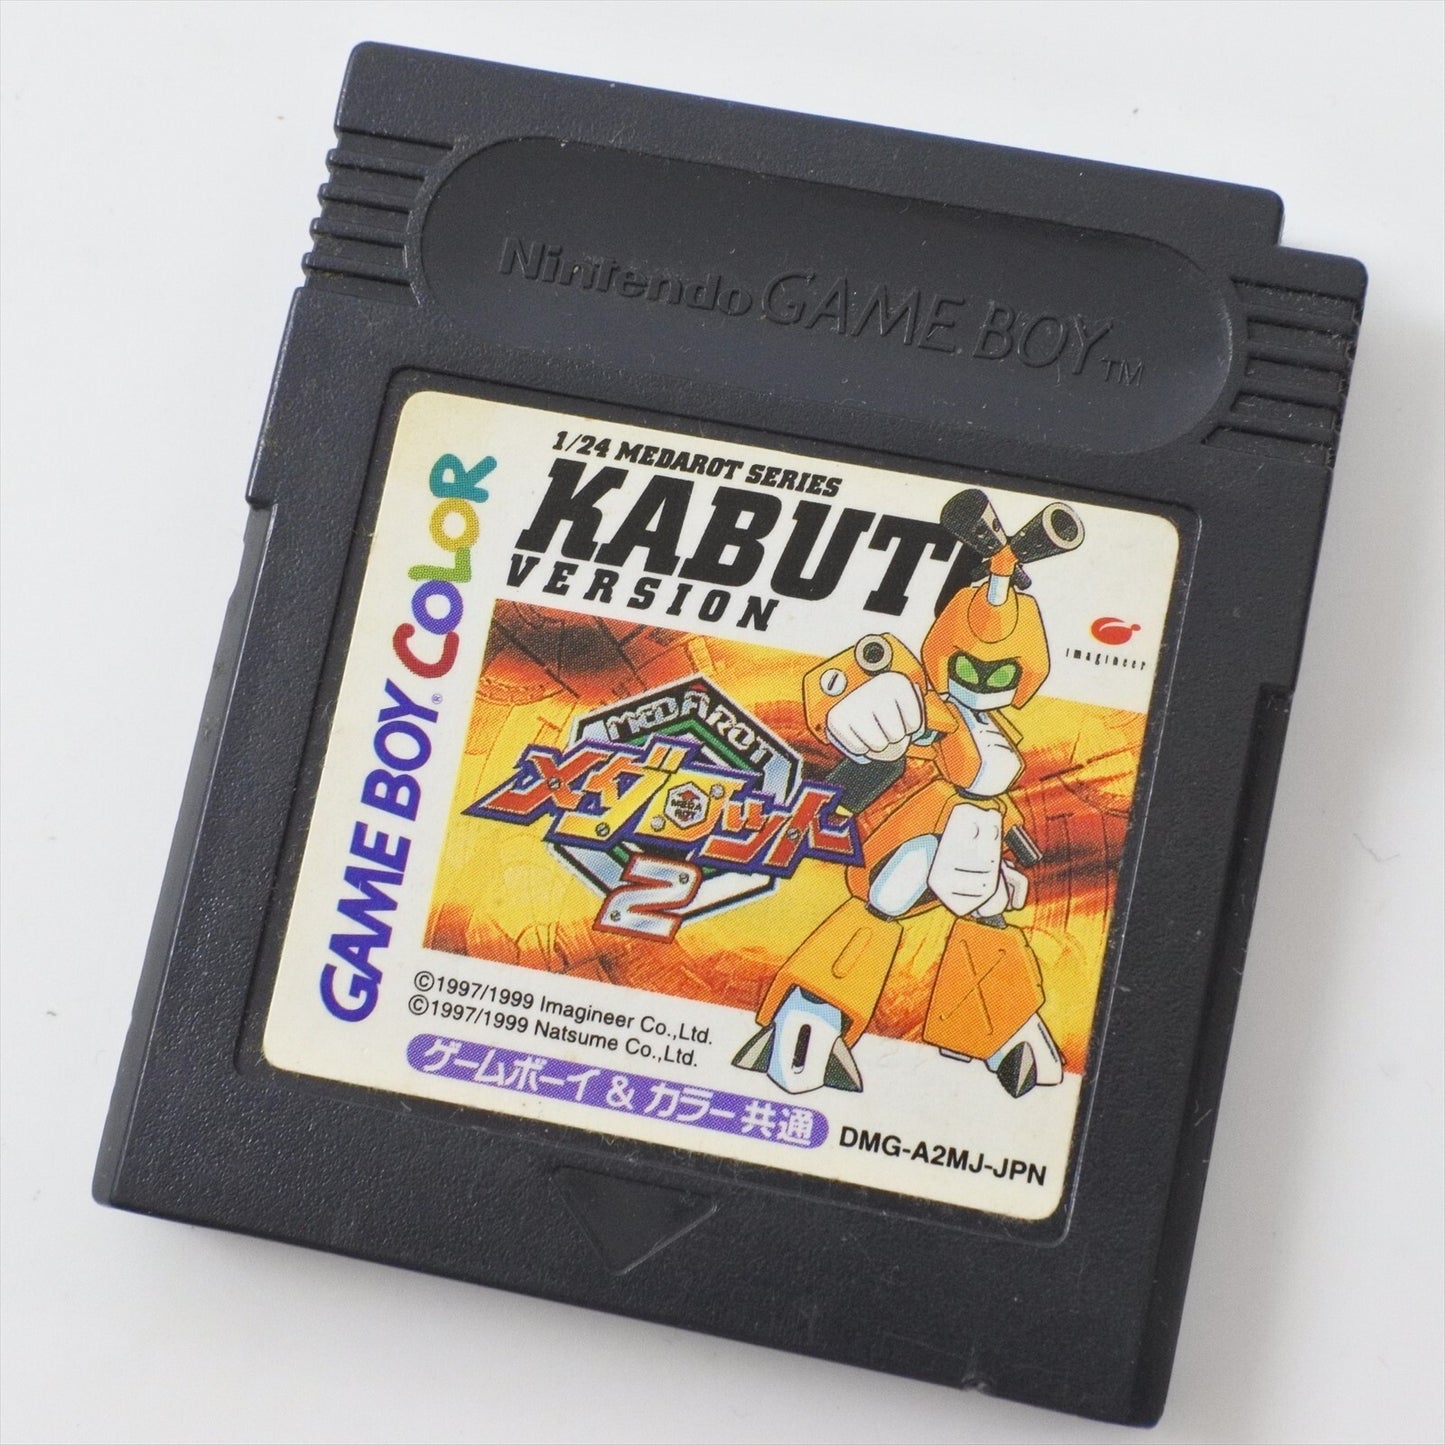 Nintendo GAME BOY™
1/24 MEDAROT SERIES
KABUTO
VERSION
GAME BOY® COLOR
imagineer
MEDAROT
メダロット
MEDA
ROT
2
©1997/1999 Imagineer Co.,Ltd.
©1997/1999 Natsume Co.,Ltd.
ゲームボーイ&カラー共通
DMG-A2MJ-JPN